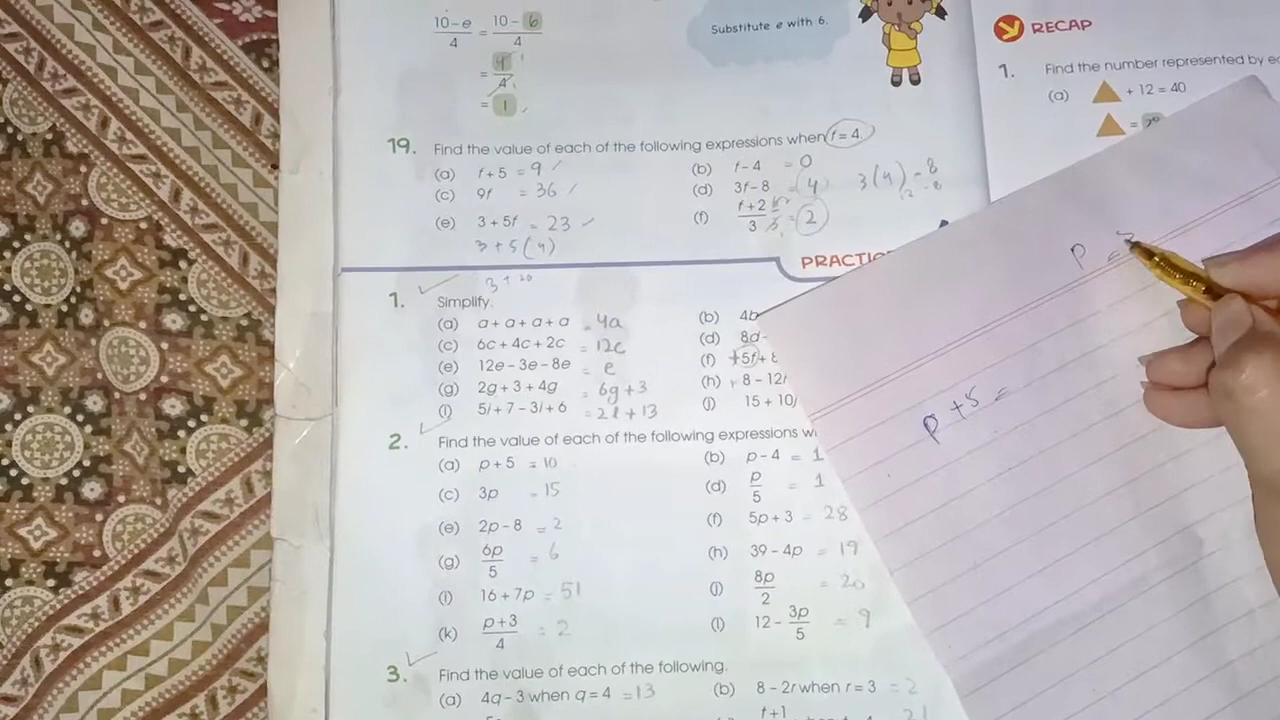 10 – e / 4 = 10 – 6 / 4
= 4 / 4
= 1
Substitute e with 6.
19. Find the value of each of the following expressions when f = 4.
(a) f + 5 = 9 (b) f – 4 = 0
(c) 9f = 36 (d) 3f – 8 = (4) 3(4) – 8
12 – 8
(e) 3 + 5f = 23 (f) f + 2 / 3 = 2
3 + 5(4)
3 + 20
PRACTIC
1. Simplify.
(a) a + a + a + a = 4a (b) 4b
(c) 6c + 4c + 2c = 12c (d) 8d –
(e) 12e – 3e – 8e = e (f) +5f + 8
(g) 2g + 3 + 4g = 6g + 3 (h) 8 – 12
(i) 5i + 7 – 3i + 6 = 2i + 13 (j) 15 + 10j
2. Find the value of each of the following expressions
(a) p + 5 = 10 (b) p – 4 = 1
(c) 3p = 15 (d) p / 5 = 1
(e) 2p – 8 = 2 (f) 5p + 3 = 28
(g) 6p / 5 = 6 (h) 39 – 4p = 19
(i) 16 + 7p = 51 (j) 8p / 2 = 20
(k) p + 3 / 4 = 2 (l) 12 – 3p / 5 = 9
3. Find the value of each of the following.
(a) 4q – 3 when q = 4 = 13 (b) 8 – 2r when r = 3 = 2
t + 1
21
RECAP
1. Find the number represented by
(a) + 12 = 40
=
p =
p + 5 =